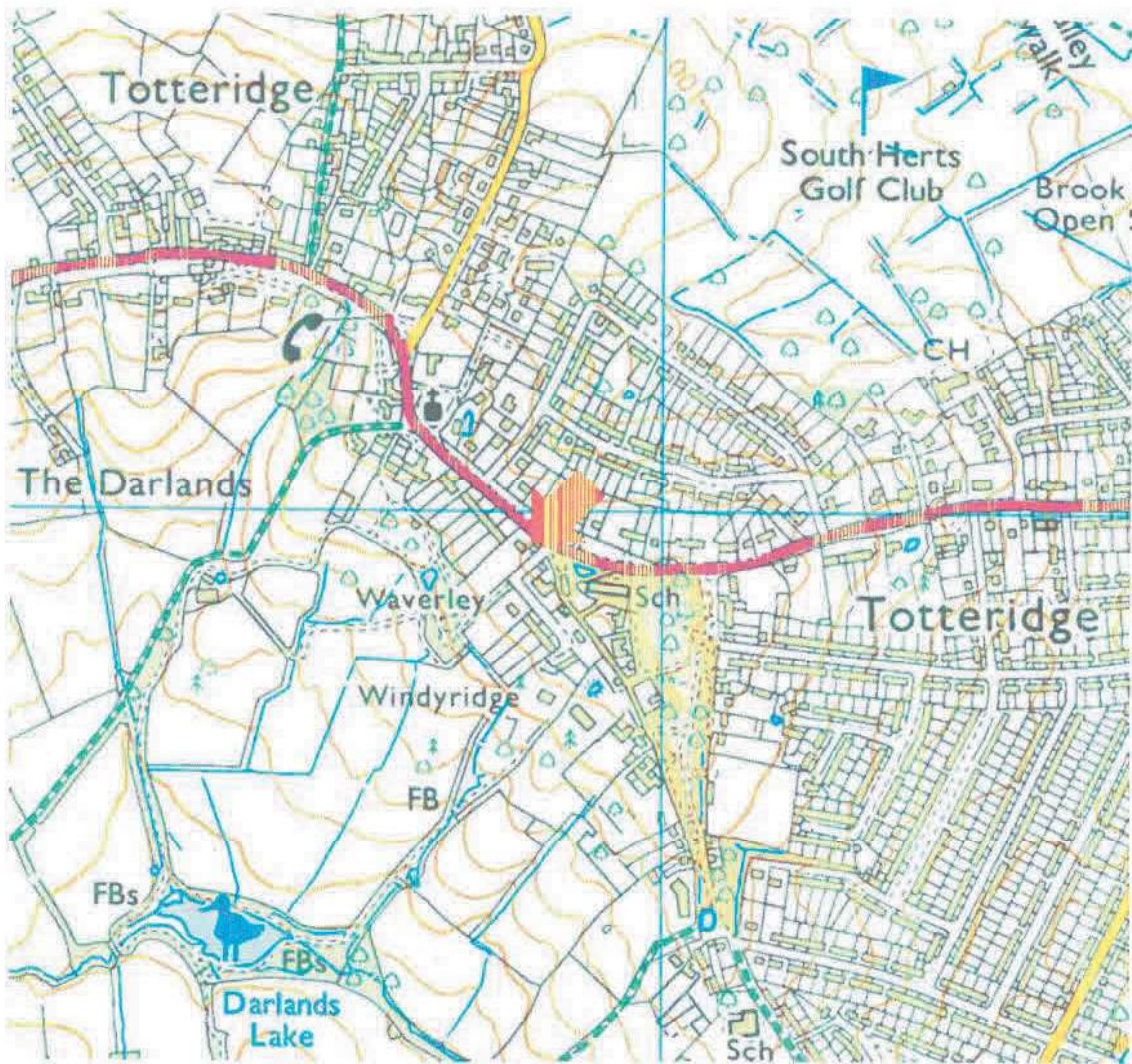 Totteridge
Walk
South Herts
Golf Club
Brook
Open
CH
The Darlands
Waverley
Sch
Totteridge
Windyridge
FB
FBs
FBs
Darlands
Lake
Sch